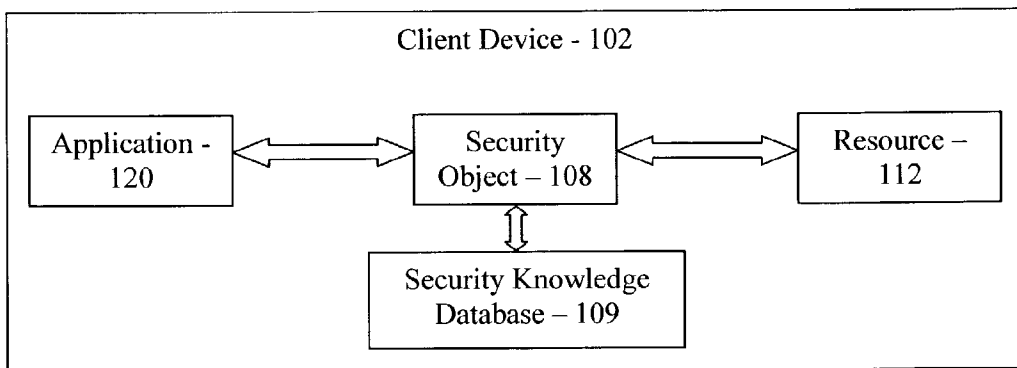 Client Device - 102
Application -
120
Security
Object – 108
Resource –
112
Security Knowledge
Database – 109